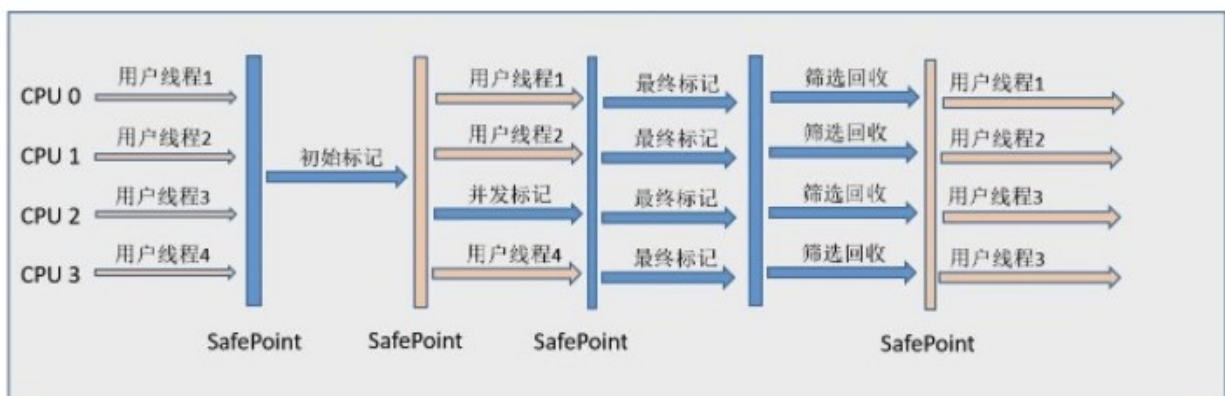 CPU 0 用户线程1 用户线程1 最终标记 筛选回收 用户线程1
CPU 1 用户线程2 初始标记 用户线程2 最终标记 筛选回收 用户线程2
CPU 2 用户线程3 并发标记 最终标记 筛选回收 用户线程3
CPU 3 用户线程4 用户线程4 最终标记 筛选回收 用户线程3
SafePoint SafePoint SafePoint SafePoint